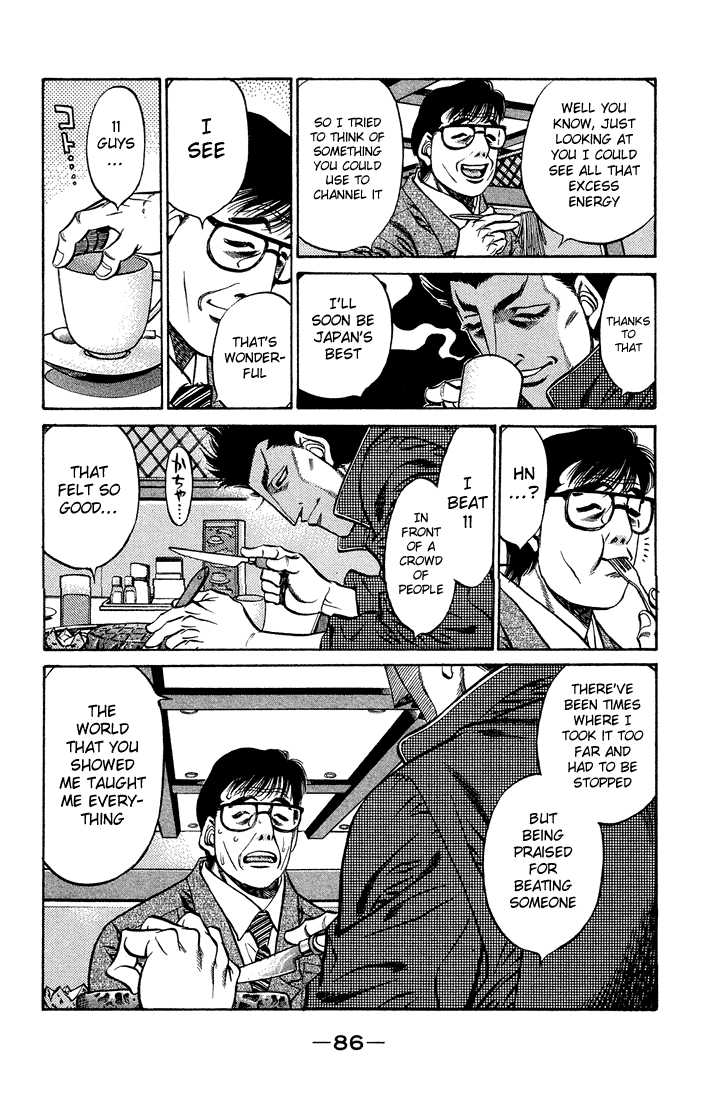 WELL YOU
KNOW, JUST
LOOKING AT
YOU I COULD
SEE ALL THAT
EXCESS
ENERGY
SO I TRIED
TO THINK OF
SOMETHING
YOU COULD
USE TO
CHANNEL IT
THANKS
TO THAT
I'LL
SOON BE
JAPAN'S
BEST
I
SEE
THAT'S
WONDER-
FUL
11
GUYS
...
コト...
HN
...?
I
BEAT
11
IN
FRONT
OF A
CROWD
OF
PEOPLE
かちゃ...
THAT
FELT SO
GOOD...
THERE'VE
BEEN TIMES
WHERE I
TOOK IT TOO
FAR AND
HAD TO BE
STOPPED
BUT
BEING
PRAISED
FOR
BEATING
SOMEONE
THE
WORLD
THAT YOU
SHOWED
ME TAUGHT
ME EVERY-
THING
—86—